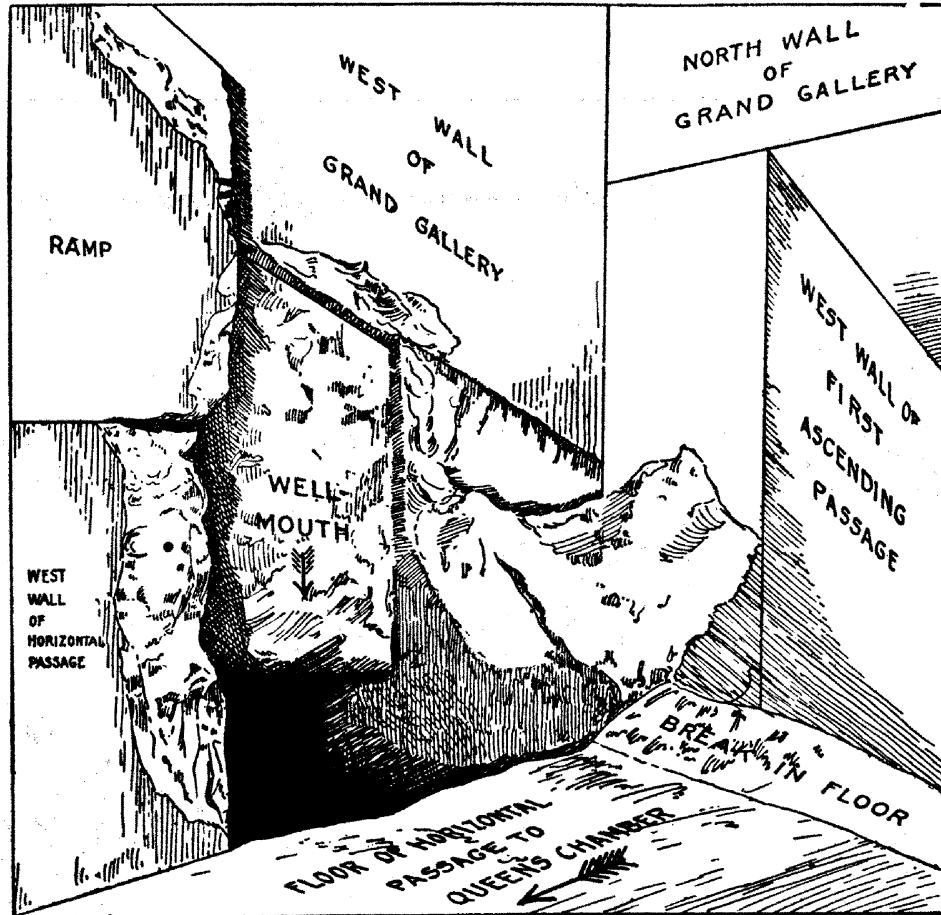 NORTH WALL
OF
GRAND GALLERY
WEST
WALL
OF
GRAND GALLERY
RAMP
WEST WALL OF
FIRST
ASCENDING
PASSAGE
WELL-
MOUTH
WEST
WALL
OF
HORIZONTAL
PASSAGE
BREAK IN FLOOR
FLOOR OF HORIZONTAL
PASSAGE TO
QUEENS CHAMBER